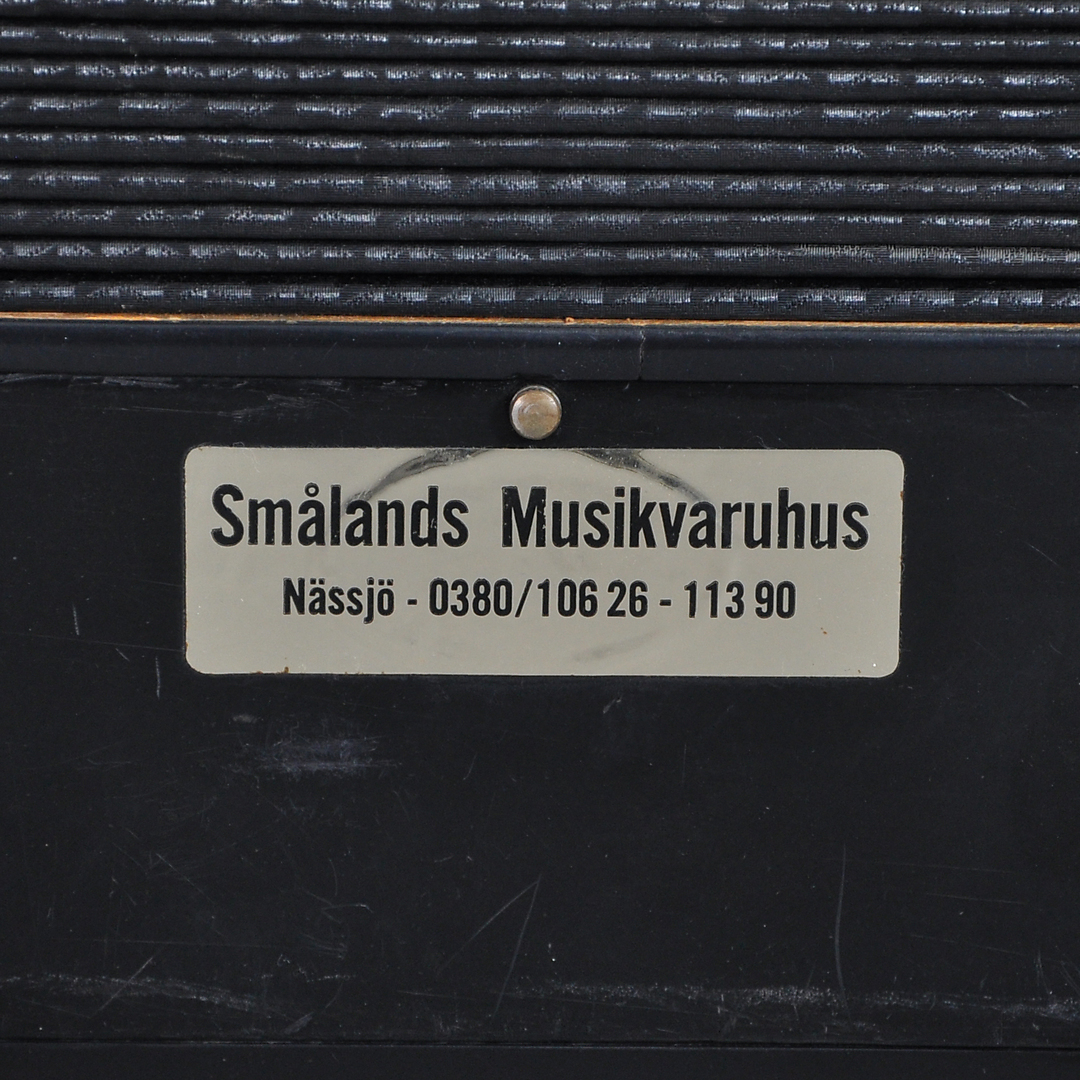 Smålands Musikvaruhus
Nässjö - 0380/106 26 - 113 90